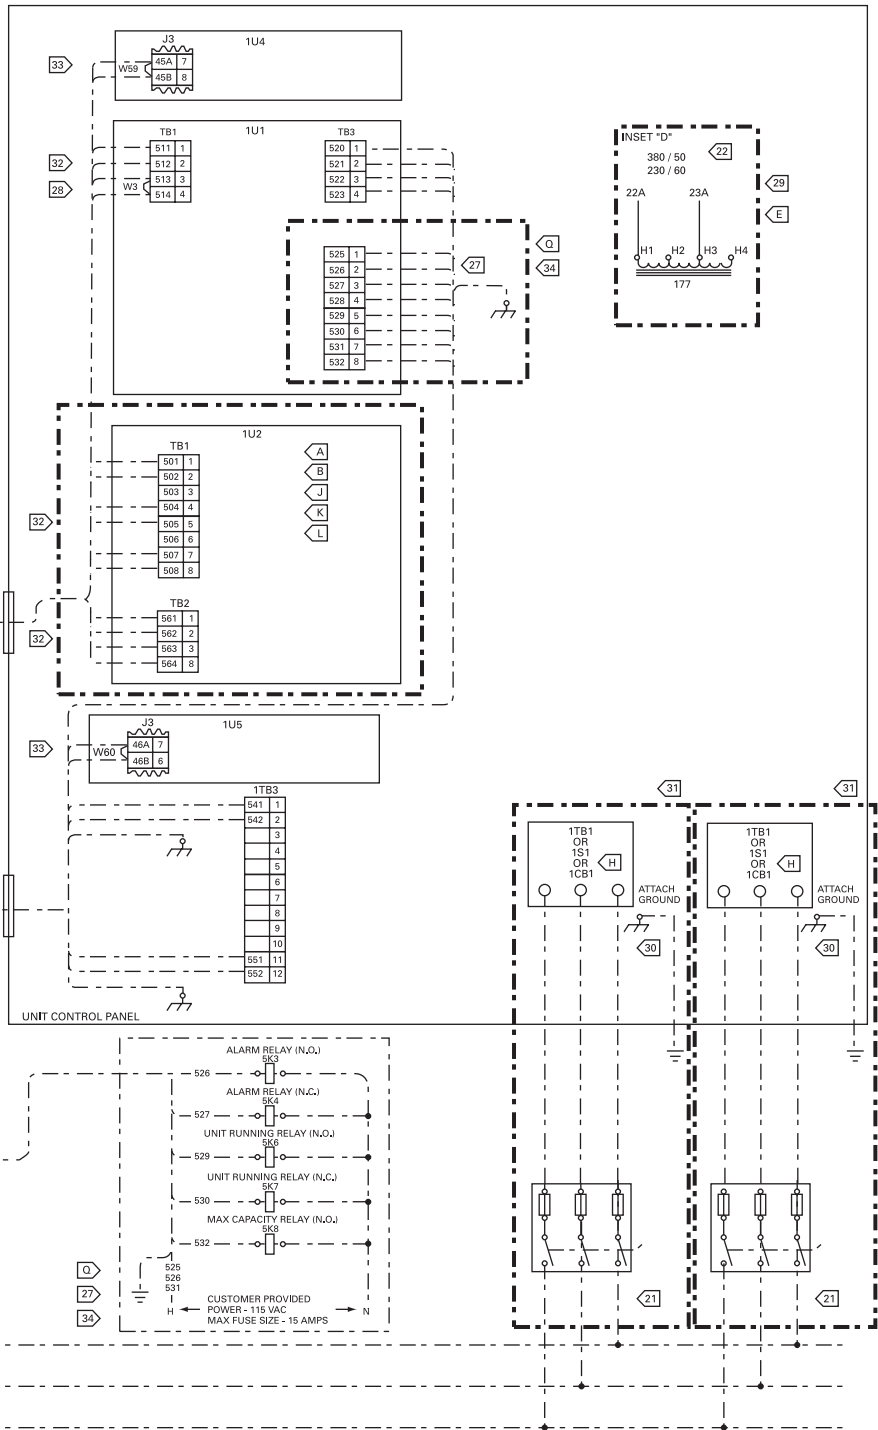 J3
1U4
33
W59
45A 7
45B 8
TB1
1U1
TB3
511 1
512 2
513 3
514 4
W3
32
28
520 1
521 2
522 3
523 4
INSET "D"
380 / 50
230 / 60
22
29
E
22A
23A
H1
H2
H3
H4
177
525 1
526 2
527 3
528 4
529 5
530 6
531 7
532 8
27
Q
34
1U2
TB1
501 1
502 2
503 3
504 4
505 5
506 6
507 7
508 8
A
B
J
K
L
32
TB2
561 1
562 2
563 3
564 8
32
J3
1U5
33
W60
46A 7
46B 6
1TB3
541 1
542 2
3
4
5
6
7
8
9
10
551 11
552 12
31
1TB1
OR
1S1
OR
1CB1
H
ATTACH
GROUND
30
31
1TB1
OR
1S1
OR
1CB1
H
ATTACH
GROUND
30
UNIT CONTROL PANEL
ALARM RELAY (N.O.)
5K3
526
ALARM RELAY (N.C.)
5K4
527
UNIT RUNNING RELAY (N.O.)
5K6
529
UNIT RUNNING RELAY (N.C.)
5K7
530
MAX CAPACITY RELAY (N.O.)
5K8
532
525
526
531
H
CUSTOMER PROVIDED
POWER - 115 VAC
MAX FUSE SIZE - 15 AMPS
N
Q
27
34
21
21